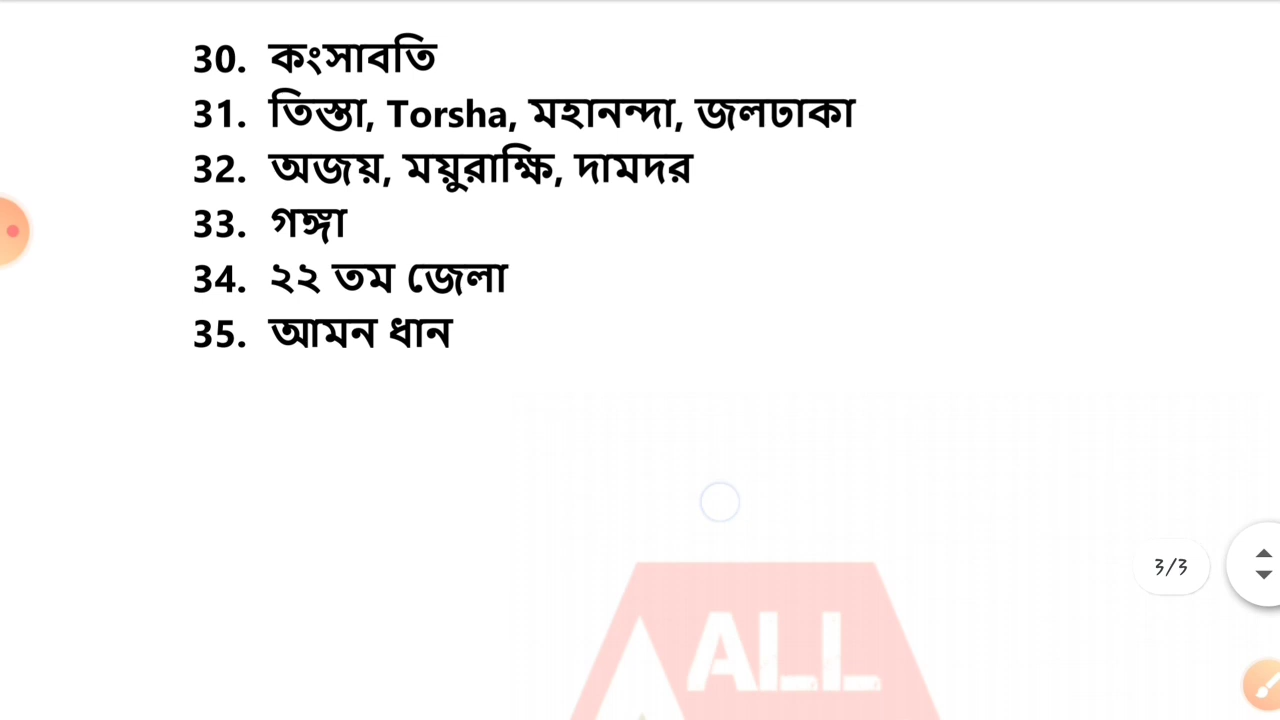 30. কংসাবতি
31. তিস্তা, Torsha, মহানন্দা, জলঢাকা
32. অজয়, ময়ুরাক্ষি, দামদর
33. গঙ্গা
34. ২২ তম জেলা
35. আমন ধান
3/3
ALL